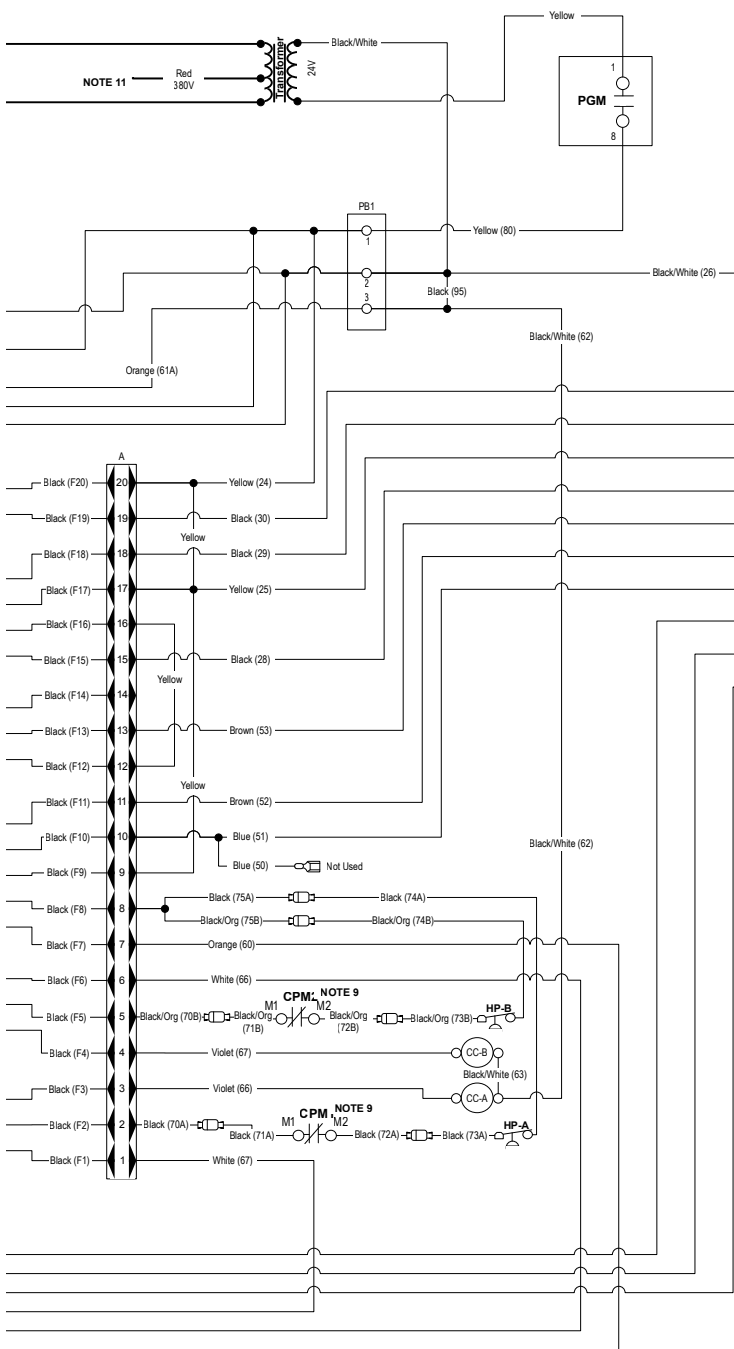 Yellow
Black/White
Transformer
24V
NOTE 11
Red
380V
1
PGM
8
PB1
1
Yellow (80)
2
Black/White (26)
Black (95)
3
Black/White (62)
Orange (61A)
A
Black (F20)
20
Yellow (24)
Black (F19)
19
Black (30)
Yellow
Black (F18)
18
Black (29)
Black (F17)
17
Yellow (25)
Black (F16)
16
Black (F15)
15
Black (28)
Yellow
Black (F14)
14
Black (F13)
13
Brown (53)
Black (F12)
12
Yellow
Black (F11)
11
Brown (52)
Black (F10)
10
Blue (51)
Black/White (62)
Blue (50)
Not Used
Black (F9)
9
Black (75A)
Black (74A)
Black (F8)
8
Black/Org (75B)
Black/Org (74B)
Black (F7)
7
Orange (60)
Black (F6)
6
White (66)
NOTE 9
CPM
M1
M2
HP-B
Black (F5)
5
Black/Org (70B)
Black/Org
(71B)
Black/Org
(72B)
Black/Org (73B)
Black (F4)
4
Violet (67)
CC-B
Black/White (63)
Black (F3)
3
Violet (66)
CC-A
NOTE 9
CPM
M1
M2
HP-A
Black (F2)
2
Black (70A)
Black (71A)
Black (72A)
Black (73A)
Black (F1)
1
White (67)